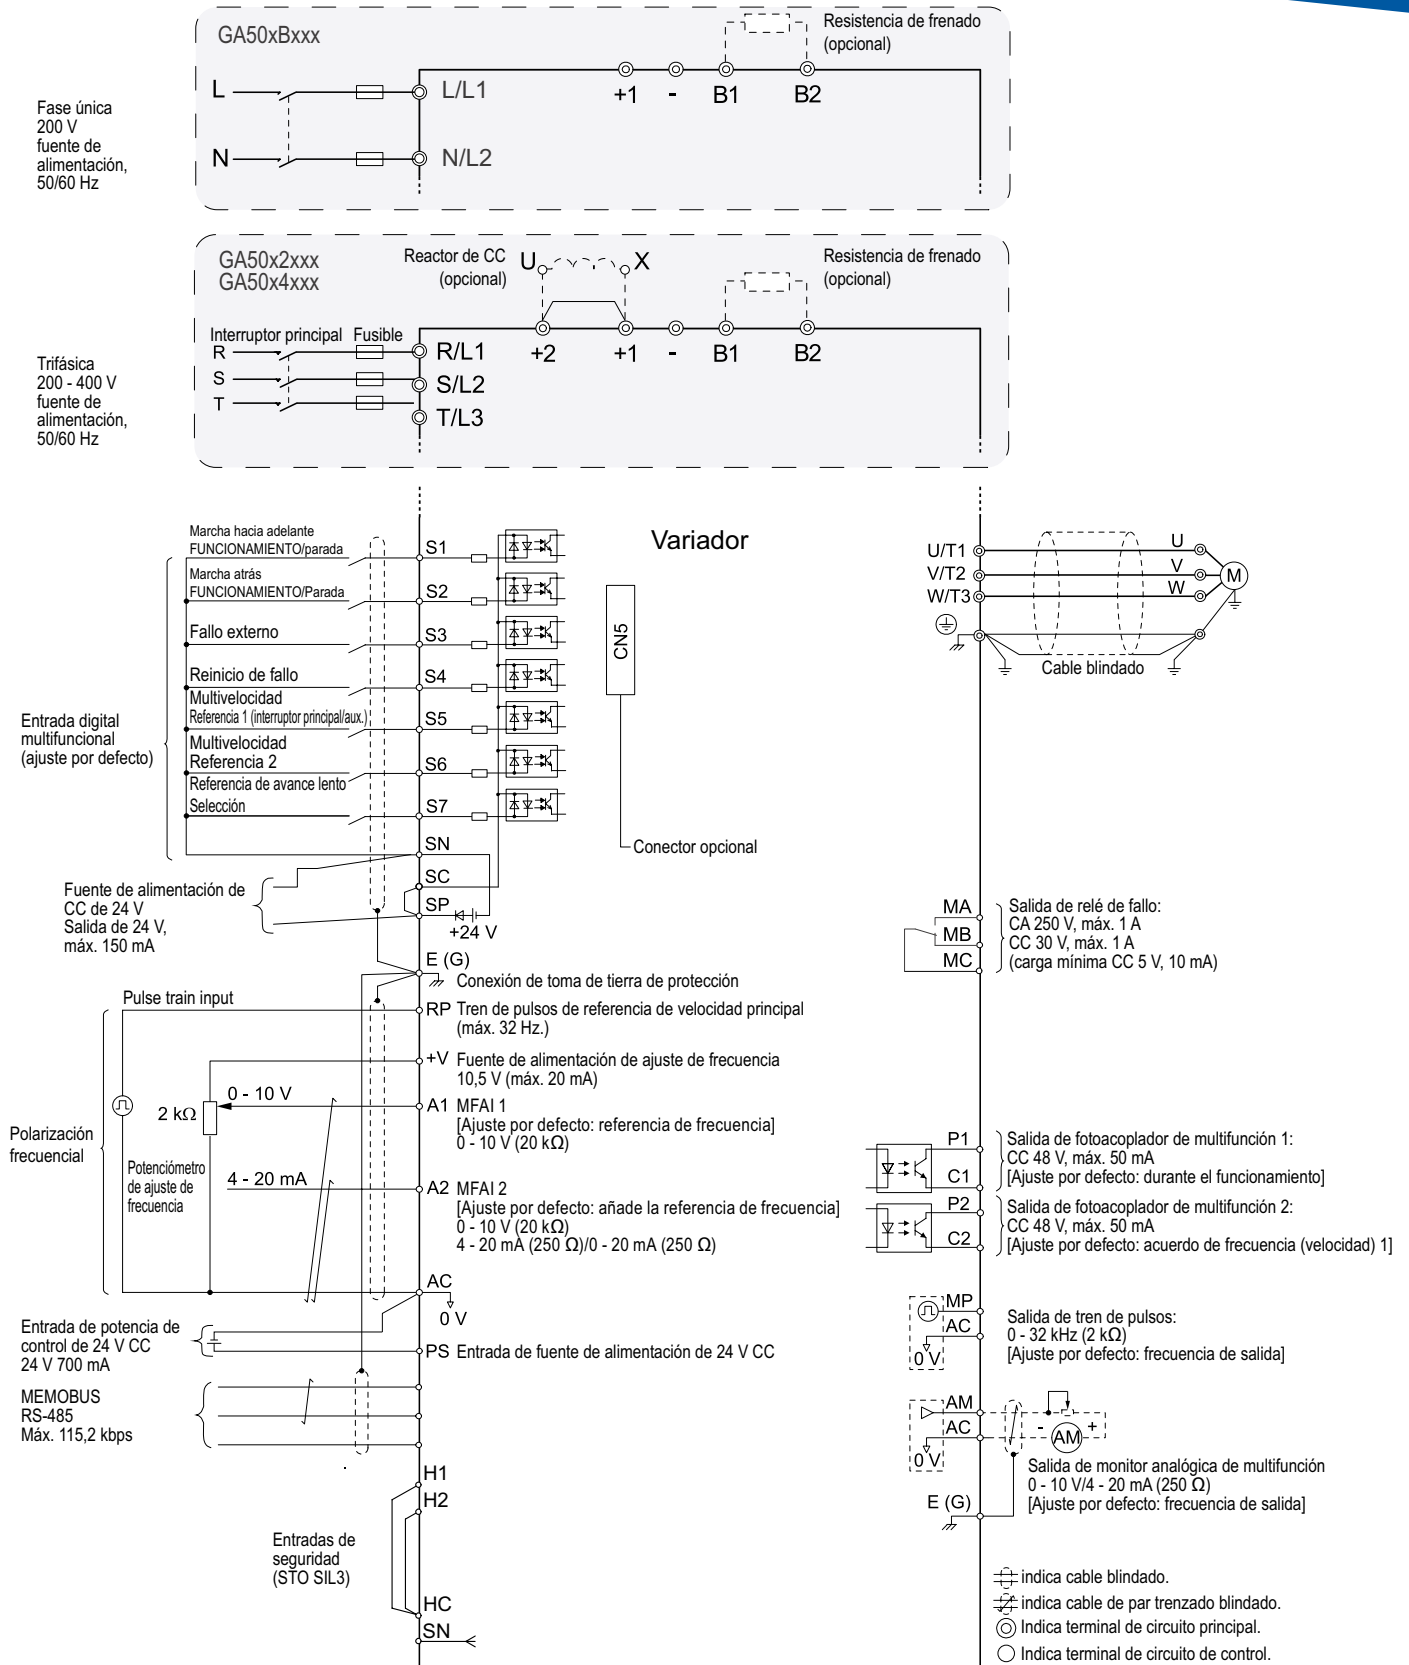 GA50xBxxx
Resistencia de frenado
(opcional)
L
L/L1
+1
-
B1
B2
Fase única
200 V
fuente de
alimentación,
50/60 Hz
N
N/L2
GA50x2xxx
GA50x4xxx
Reactor de CC
(opcional)
U
X
Resistencia de frenado
(opcional)
Interruptor principal
Fusible
R
R/L1
+2
+1
-
B1
B2
Trifásica
200 - 400 V
fuente de
alimentación,
50/60 Hz
S
S/L2
T
T/L3
Variador
Marcha hacia adelante
FUNCIONAMIENTO/parada
S1
Marcha atrás
FUNCIONAMIENTO/Parada
S2
Fallo externo
S3
Reinicio de fallo
S4
Multivelocidad
Referencia 1 (interruptor principal/aux.)
S5
Multivelocidad
Referencia 2
S6
Referencia de avance lento
Selección
S7
Entrada digital
multifuncional
(ajuste por defecto)
CN5
Conector opcional
U/T1
U
V/T2
V
W/T3
W
M
Cable blindado
SN
SC
SP
+24 V
Fuente de alimentación de
CC de 24 V
Salida de 24 V,
máx. 150 mA
E (G)
Conexión de toma de tierra de protección
MA
MB
MC
Salida de relé de fallo:
CA 250 V, máx. 1 A
CC 30 V, máx. 1 A
(carga mínima CC 5 V, 10 mA)
Pulse train input
RP
Tren de pulsos de referencia de velocidad principal
(máx. 32 Hz.)
+V
Fuente de alimentación de ajuste de frecuencia
10,5 V (máx. 20 mA)
0 - 10 V
2 kΩ
A1
MFAI 1
[Ajuste por defecto: referencia de frecuencia]
0 - 10 V (20 kΩ)
Polarización
frecuencial
Potenciómetro
de ajuste de
frecuencia
4 - 20 mA
A2
MFAI 2
[Ajuste por defecto: añade la referencia de frecuencia]
0 - 10 V (20 kΩ)
4 - 20 mA (250 Ω)/0 - 20 mA (250 Ω)
AC
0 V
P1
C1
Salida de fotoacoplador de multifunción 1:
CC 48 V, máx. 50 mA
[Ajuste por defecto: durante el funcionamiento]
P2
C2
Salida de fotoacoplador de multifunción 2:
CC 48 V, máx. 50 mA
[Ajuste por defecto: acuerdo de frecuencia (velocidad) 1]
Entrada de potencia de
control de 24 V CC
24 V 700 mA
PS
Entrada de fuente de alimentación de 24 V CC
MP
AC
0 V
Salida de tren de pulsos:
0 - 32 kHz (2 kΩ)
[Ajuste por defecto: frecuencia de salida]
MEMOBUS
RS-485
Máx. 115,2 kbps
AM
AC
0 V
-
+
AM
Salida de monitor analógica de multifunción
0 - 10 V/4 - 20 mA (250 Ω)
[Ajuste por defecto: frecuencia de salida]
E (G)
H1
H2
Entradas de
seguridad
(STO SIL3)
HC
SN
indica cable blindado.
indica cable de par trenzado blindado.
Indica terminal de circuito principal.
Indica terminal de circuito de control.